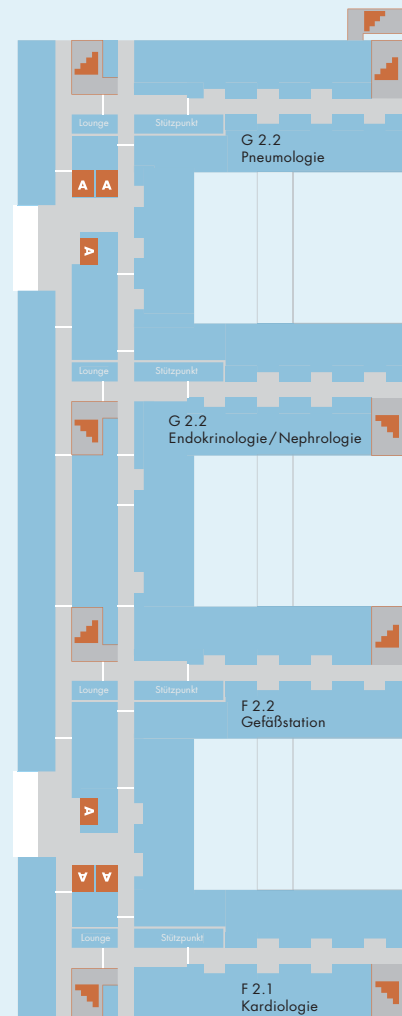 Lounge
Stützpunkt
G 2.2
Pneumologie
A A
A
Lounge
Stützpunkt
G 2.2
Endokrinologie/Nephrologie
Lounge
Stützpunkt
F 2.2
Gefäßstation
A
A A
Lounge
Stützpunkt
F 2.1
Kardiologie